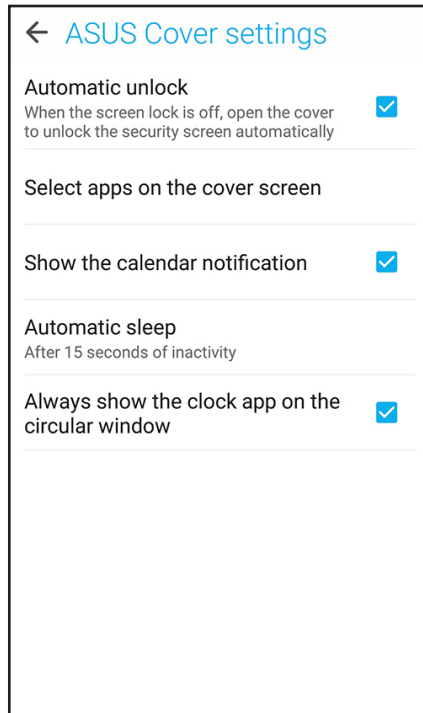 ASUS Cover settings
Automatic unlock
When the screen lock is off, open the cover
to unlock the security screen automatically
Select apps on the cover screen
Show the calendar notification
Automatic sleep
After 15 seconds of inactivity
Always show the clock app on the
circular window